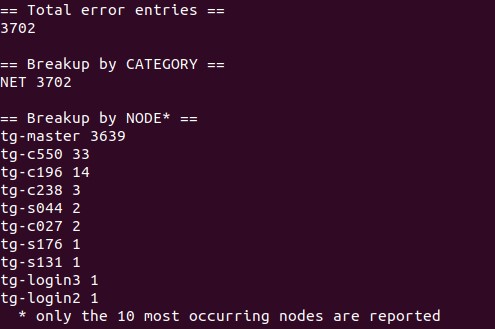 == Total error entries ==
3702
== Breakup by CATEGORY ==
NET 3702
== Breakup by NODE* ==
tg-master 3639
tg-c550 33
tg-c196 14
tg-c238 3
tg-s044 2
tg-c027 2
tg-s176 1
tg-s131 1
tg-login3 1
tg-login2 1
* only the 10 most occurring nodes are reported